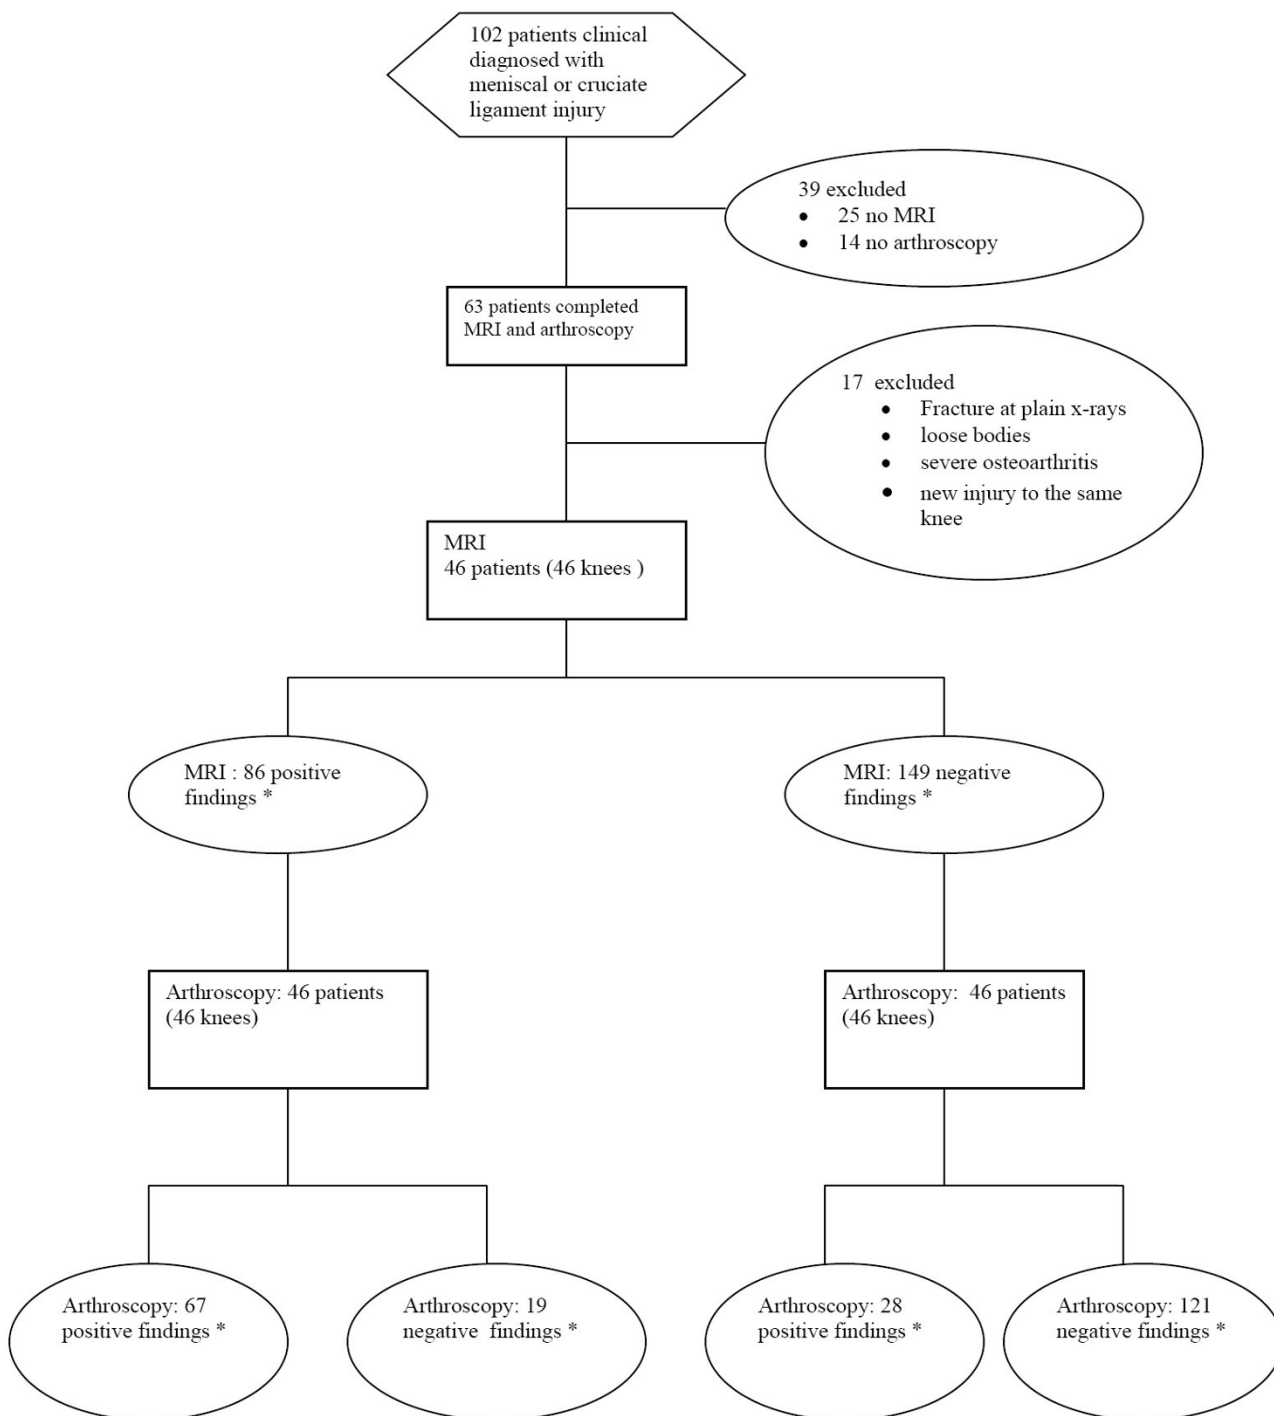 102 patients clinical
diagnosed with
meniscal or cruciate
ligament injury
39 excluded
• 25 no MRI
• 14 no arthroscopy
63 patients completed
MRI and arthroscopy
17 excluded
• Fracture at plain x-rays
• loose bodies
• severe osteoarthritis
• new injury to the same
knee
MRI
46 patients (46 knees )
MRI : 86 positive
findings *
MRI: 149 negative
findings *
Arthroscopy: 46 patients
(46 knees)
Arthroscopy: 46 patients
(46 knees)
Arthroscopy: 67
positive findings *
Arthroscopy: 19
negative findings *
Arthroscopy: 28
positive findings *
Arthroscopy: 121
negative findings *